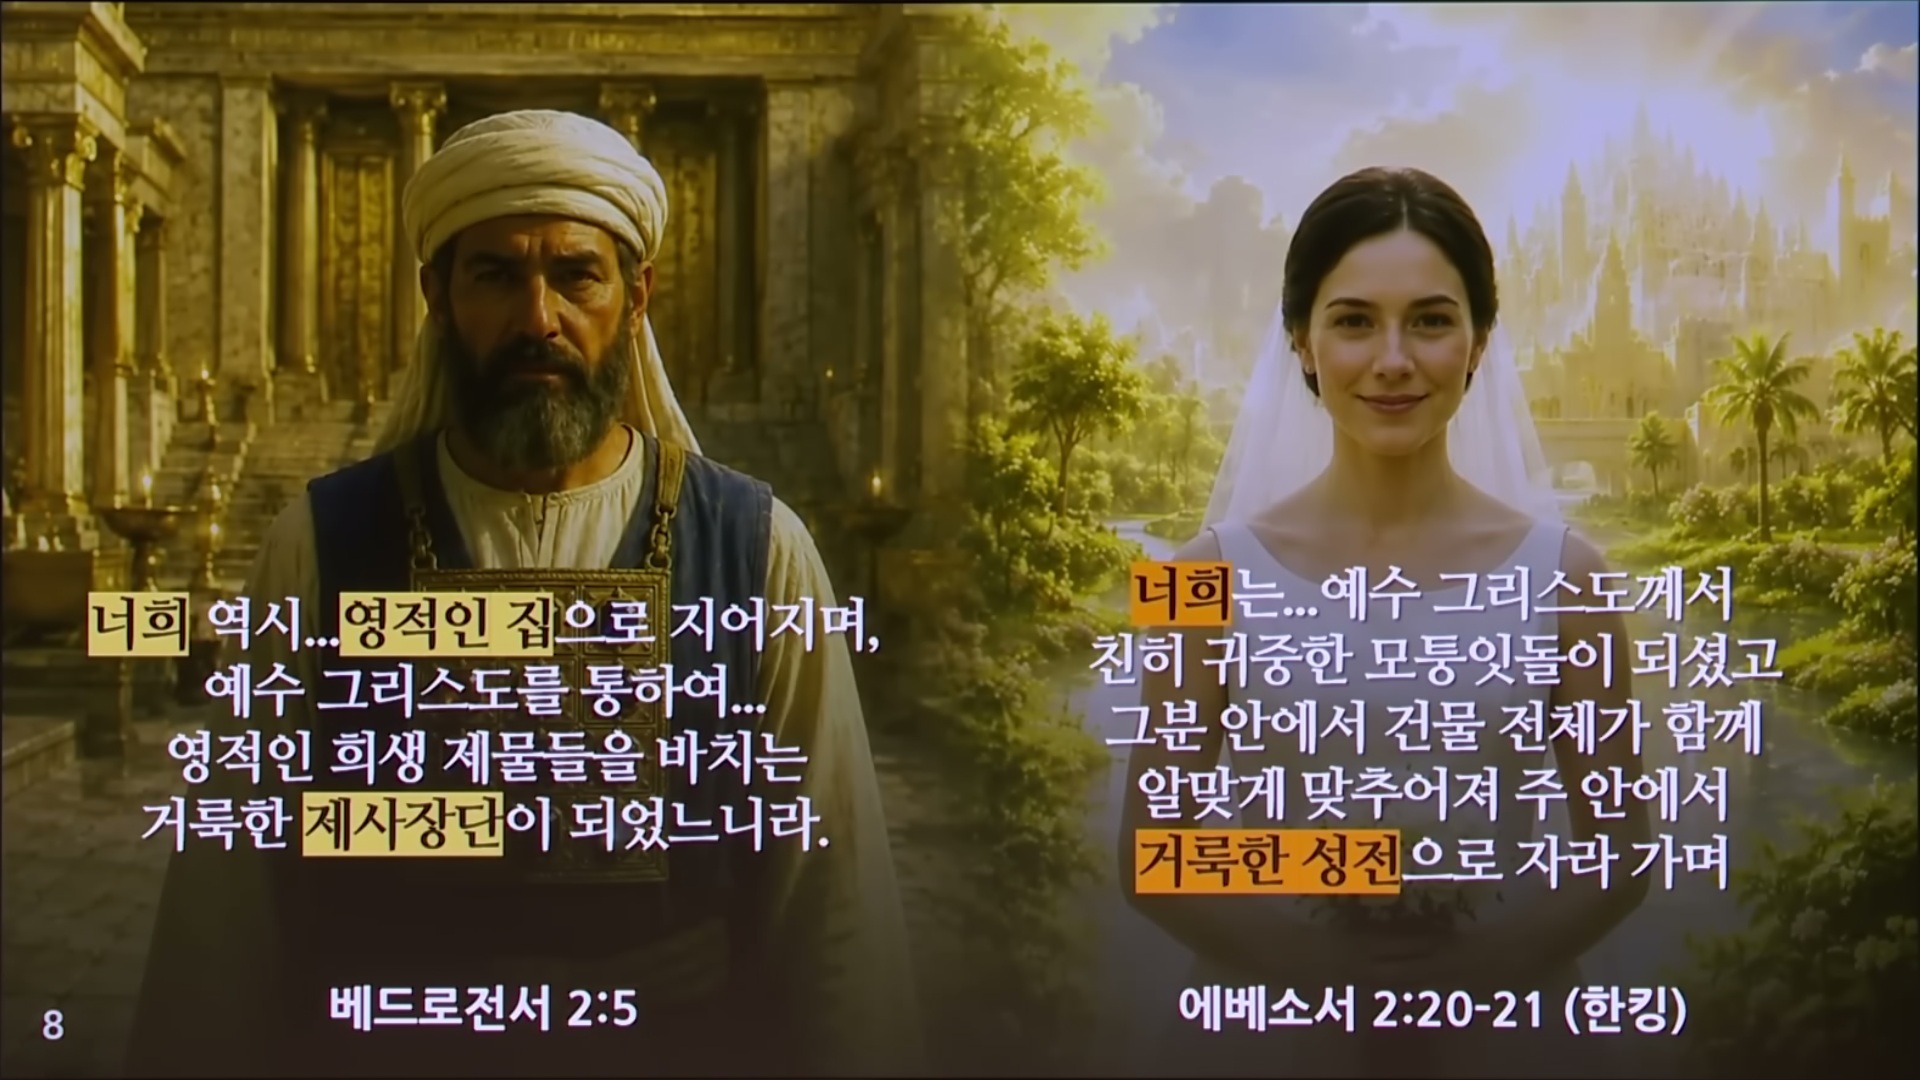 너희 역시...영적인 집으로 지어지며,
예수 그리스도를 통하여...
영적인 희생 제물들을 바치는
거룩한 제사장단이 되었느니라.
베드로전서 2:5
너희는...예수 그리스도께서
친히 귀중한 모퉁잇돌이 되셨고
그분 안에서 건물 전체가 함께
알맞게 맞추어져 주 안에서
거룩한 성전으로 자라 가며
에베소서 2:20-21 (한킹)
8